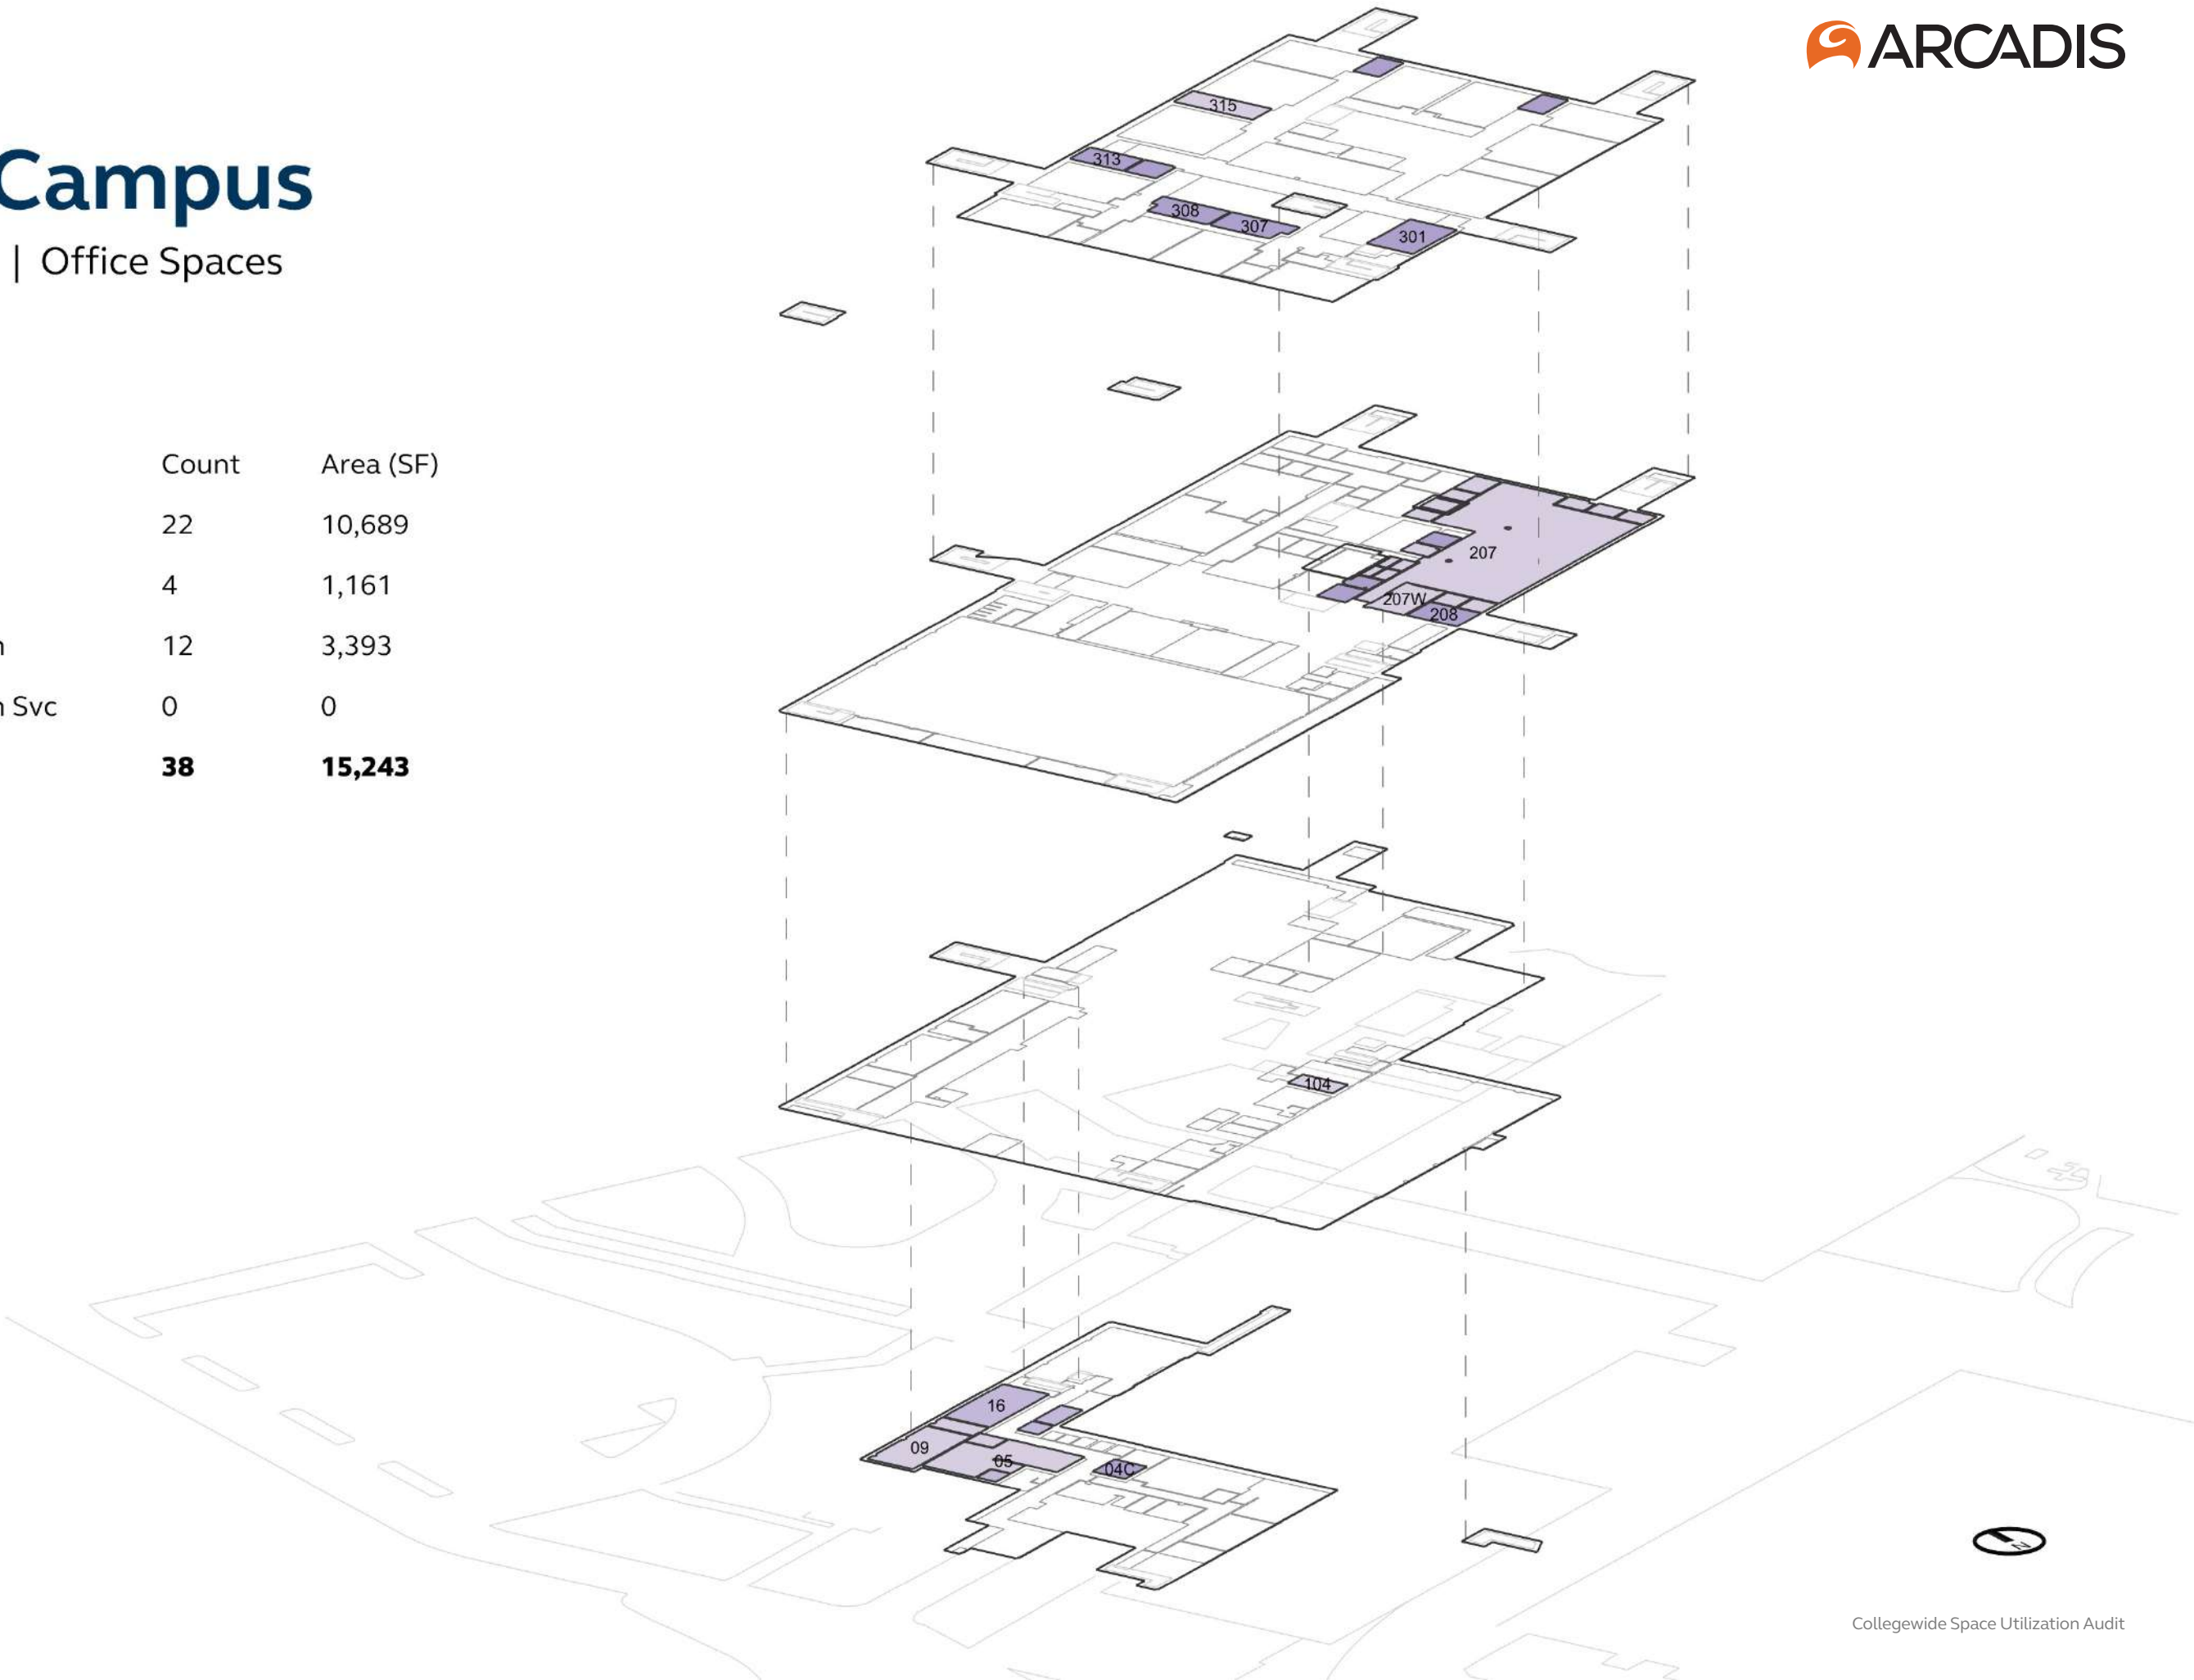 ARCADIS
Campus
| Office Spaces
Count Area (SF)
22 10,689
4 1,161
n 12 3,393
n Svc 0 0
38 15,243
315
313
308
307
301
207
207W
208
104
16
09
05
04C
N
Collegewide Space Utilization Audit